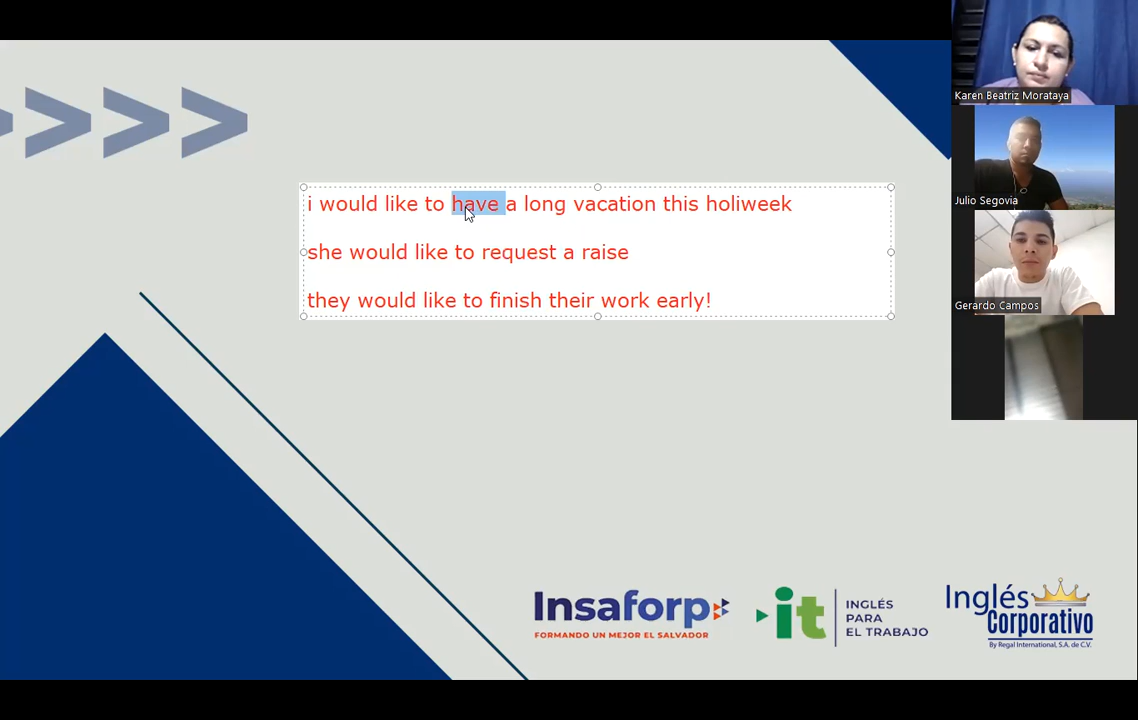 i would like to have a long vacation this holiweek
she would like to request a raise
they would like to finish their work early!
Karen Beatriz Morataya
Julio Segovia
Gerardo Campos
Insaforp
FORMANDO UN MEJOR EL SALVADOR
it
INGLÉS
PARA
EL TRABAJO
Inglés
Corporativo
By Regal International, S.A. de C.V.